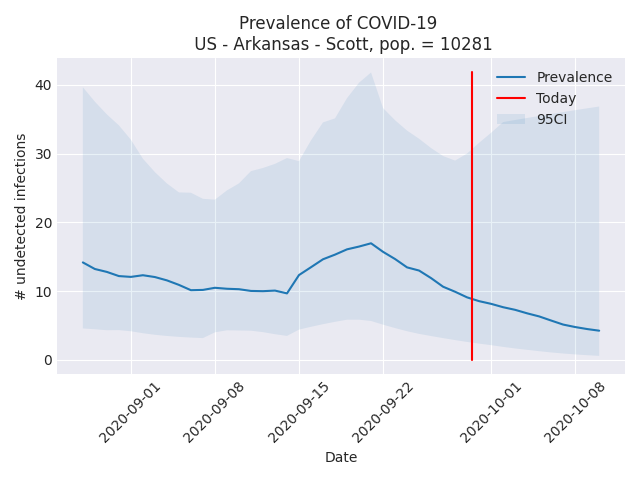 Prevalence of COVID-19
US - Arkansas - Scott, pop. = 10281
Prevalence
Today
95CI
# undetected infections
40
30
20
10
0
2020-09-01
2020-09-08
2020-09-15
2020-09-22
2020-10-01
2020-10-08
Date